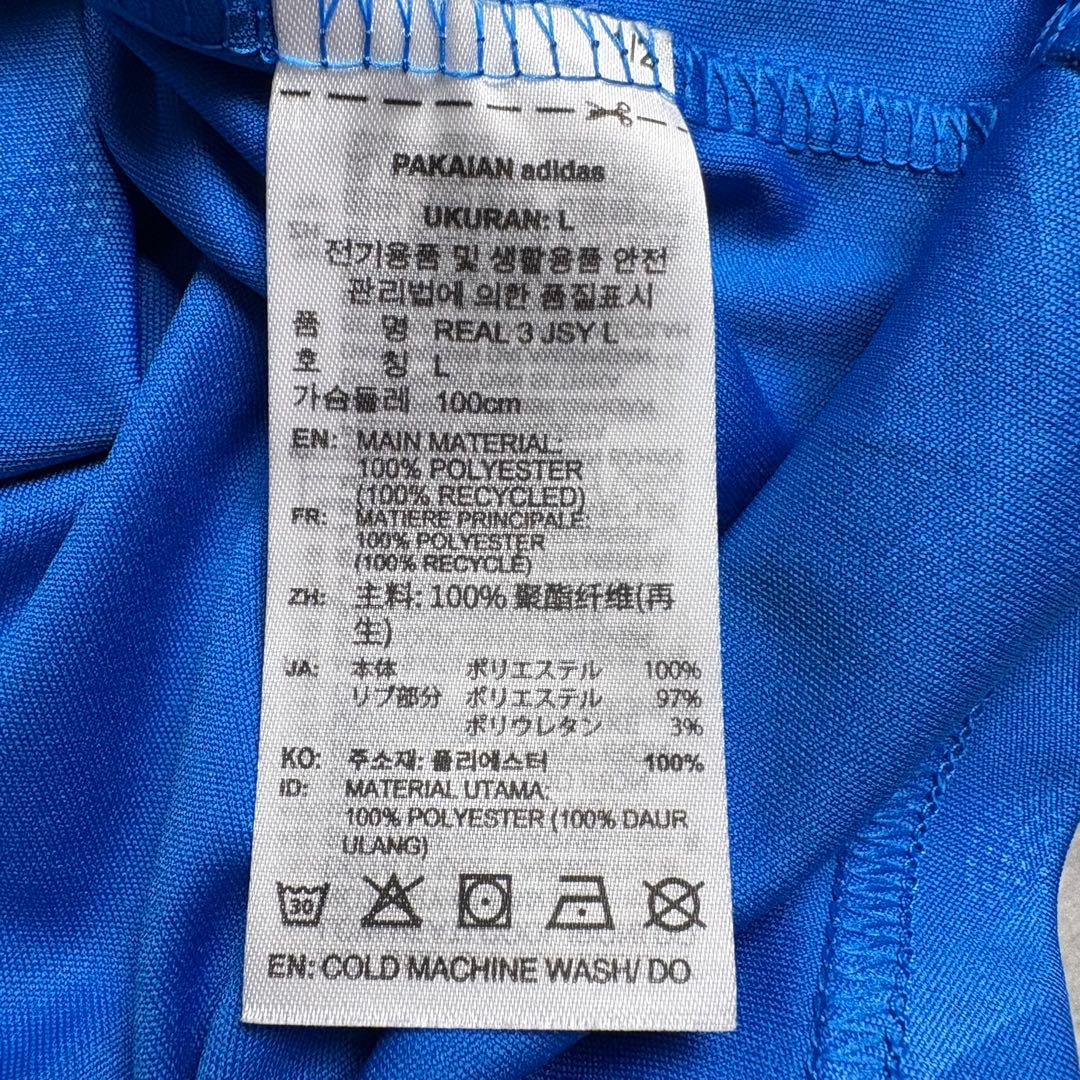 /2
PAKAIAN adidas
UKURAN: L
전기용품 및 생활용품 안전
관리법에 의한 품질표시
품 명 REAL 3 JSY L
호 칭 L
가슴둘레 100cm
EN: MAIN MATERIAL:
100% POLYESTER
(100% RECYCLED)
FR: MATIERE PRINCIPALE:
100% POLYESTER
(100% RECYCLE)
ZH: 主料: 100% 聚酯纤维(再
生)
JA: 本体 ポリエステル 100%
リブ部分 ポリエステル 97%
ポリウレタン 3%
KO: 주소재: 폴리에스터 100%
ID: MATERIAL UTAMA:
100% POLYESTER (100% DAUR
ULANG)
30
EN: COLD MACHINE WASH/ DO